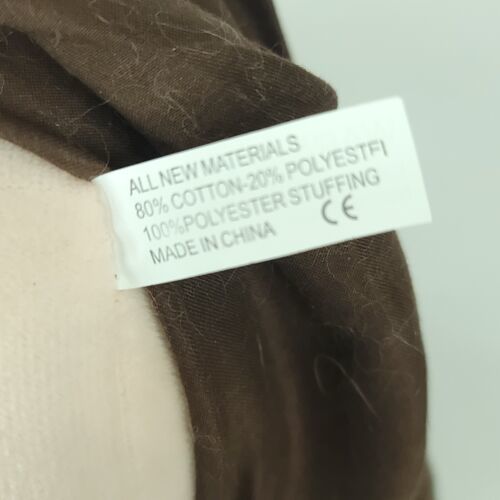 ALL NEW MATERIALS
80% COTTON-20% POLYESTFI
100%POLYESTER STUFFING
MADE IN CHINA CE